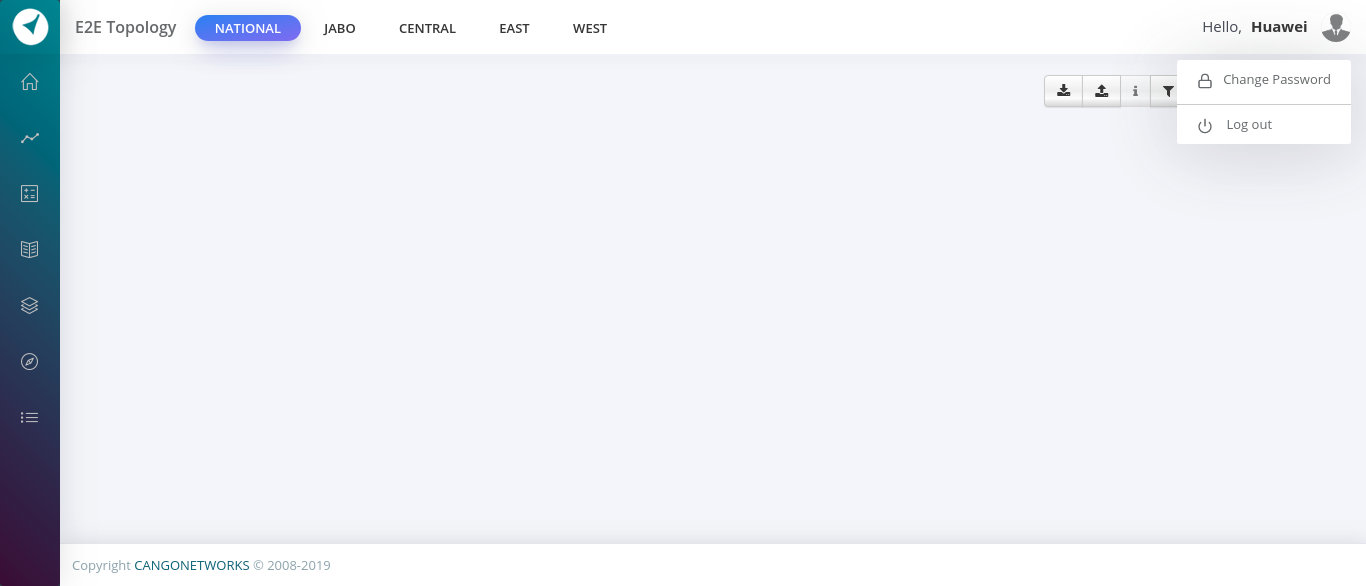 E2E Topology NATIONAL JABO CENTRAL EAST WEST Hello, Huawei
Change Password
Log out
Copyright CANGONETWORKS © 2008-2019